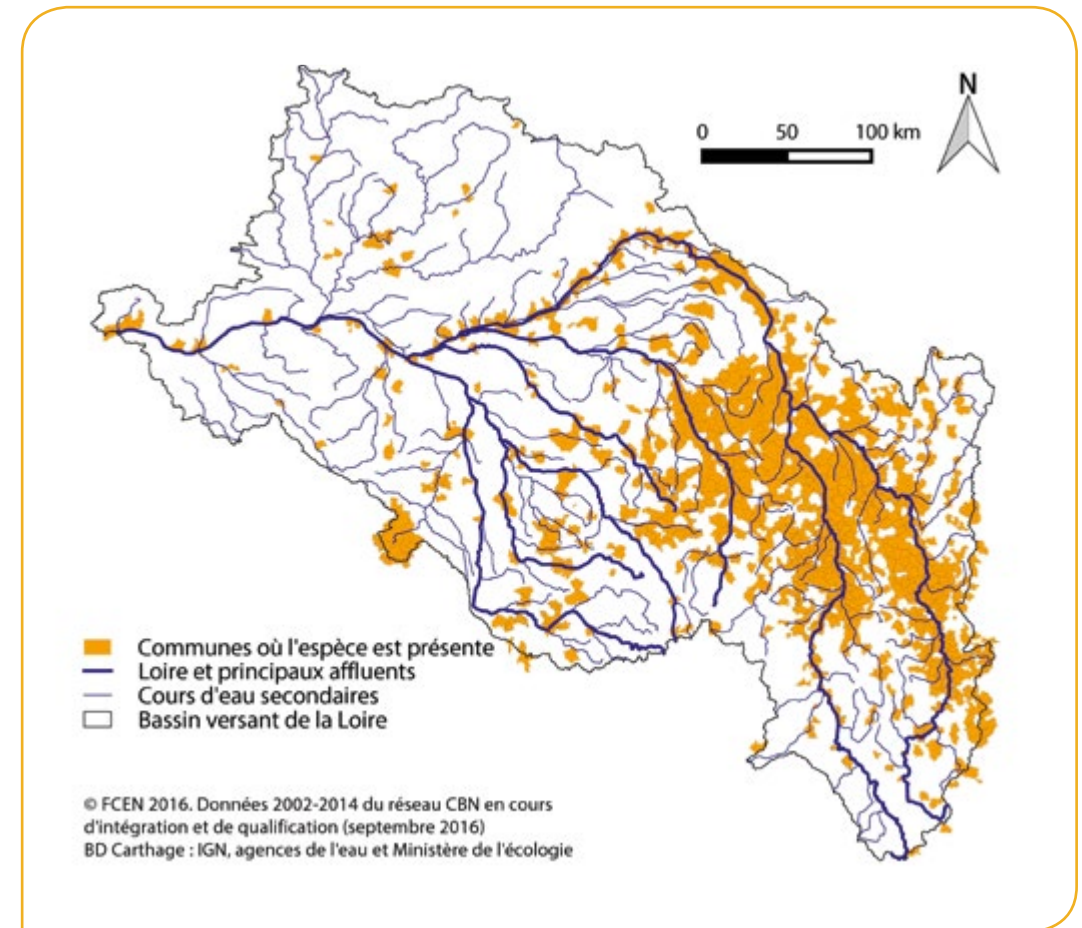 N
0 50 100 km
Communes où l'espèce est présente
Loire et principaux affluents
Cours d'eau secondaires
Bassin versant de la Loire
© FCEN 2016. Données 2002-2014 du réseau CBN en cours
d'intégration et de qualification (septembre 2016)
BD Carthage : IGN, agences de l'eau et Ministère de l'écologie